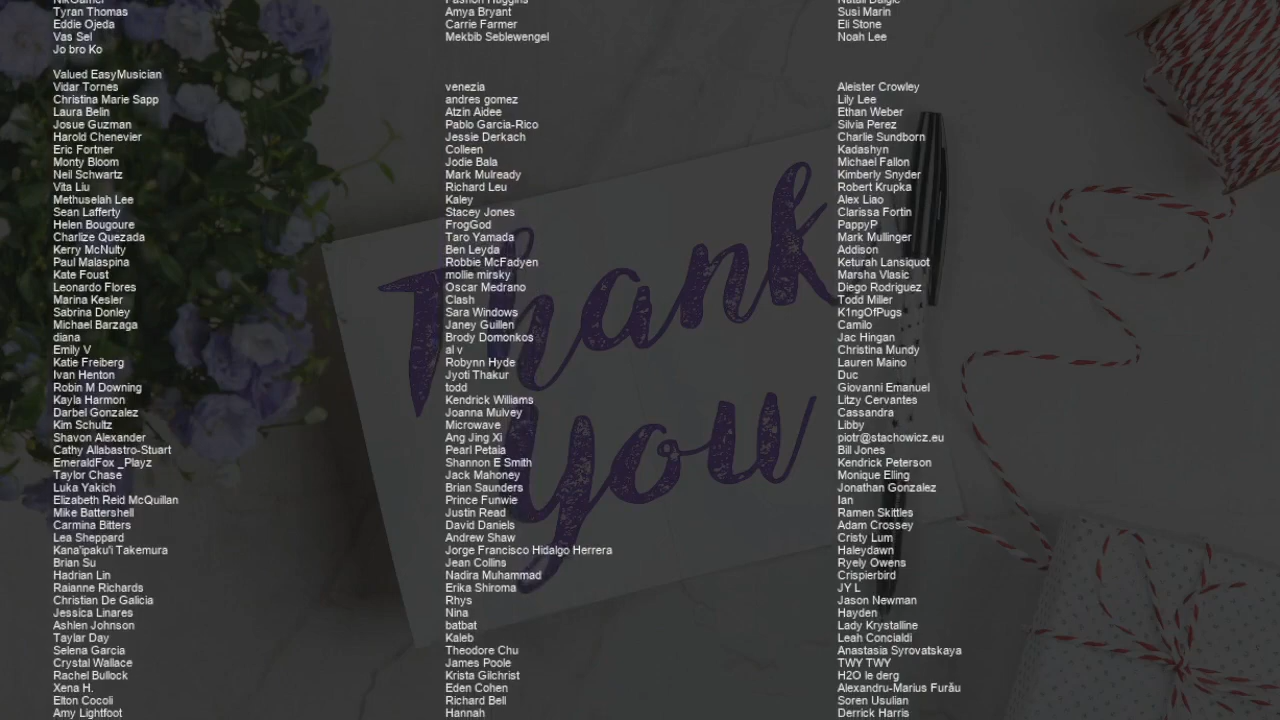 Tyran Thomas
Eddie Ojeda
Vas Sel
Jo bro Ko
Amya Bryant
Carrie Farmer
Mekbib Seblewengel
Susi Marin
Eli Stone
Noah Lee
Valued EasyMusician
Vidar Tornes
Christina Marie Sapp
Laura Belin
Josue Guzman
Harold Chenevier
Eric Fortner
Monty Bloom
Neil Schwartz
Vita Liu
Methuselah Lee
Sean Lafferty
Helen Bougoure
Charlize Quezada
Kerry McNulty
Paul Malaspina
Kate Foust
Leonardo Flores
Marina Kesler
Sabrina Donley
Michael Barzaga
diana
Emily V
Katie Freiberg
Ivan Henton
Robin M Downing
Kayla Harmon
Darbel Gonzalez
Kim Schultz
Shavon Alexander
Cathy Allabastro-Stuart
EmeraldFox _Playz
Taylor Chase
Luka Yakich
Elizabeth Reid McQuillan
Mike Battershell
Carmina Bitters
Lea Sheppard
Kana'ipaku'i Takemura
Brian Su
Hadrian Lin
Raianne Richards
Christian De Galicia
Jessica Linares
Ashlen Johnson
Taylar Day
Selena Garcia
Crystal Wallace
Rachel Bullock
Xena H.
Elton Cocoli
Amy Lightfoot
venezia
andres gomez
Atzin Aidee
Pablo Garcia-Rico
Jessie Derkach
Colleen
Jodie Bala
Mark Mulready
Richard Leu
Kaley
Stacey Jones
FrogGod
Taro Yamada
Ben Leyda
Robbie McFadyen
mollie mirsky
Oscar Medrano
Clash
Sara Windows
Janey Guillen
Brody Domonkos
al v
Robynn Hyde
Jyoti Thakur
todd
Kendrick Williams
Joanna Mulvey
Microwave
Ang Jing Xi
Pearl Petaia
Shannon E Smith
Jack Mahoney
Brian Saunders
Prince Funwie
Justin Read
David Daniels
Andrew Shaw
Jorge Francisco Hidalgo Herrera
Jean Collins
Nadira Muhammad
Erika Shiroma
Rhys
Nina
batbat
Kaleb
Theodore Chu
James Poole
Krista Gilchrist
Eden Cohen
Richard Bell
Hannah
Aleister Crowley
Lily Lee
Ethan Weber
Silvia Perez
Charlie Sundborn
Kadashyn
Michael Fallon
Kimberly Snyder
Robert Krupka
Alex Liao
Clarissa Fortin
PappyP
Mark Mullinger
Addison
Keturah Lansiquot
Marsha Vlasic
Diego Rodriguez
Todd Miller
K1ngOfPugs
Camilo
Jac Hingan
Christina Mundy
Lauren Maino
Duc
Giovanni Emanuel
Litzy Cervantes
Cassandra
Libby
piotr@stachowicz.eu
Bill Jones
Kendrick Peterson
Monique Elling
Jonathan Gonzalez
Ian
Ramen Skittles
Adam Crossey
Cristy Lum
Haleydawn
Ryely Owens
Crispierbird
JY L
Jason Newman
Hayden
Lady Krystalline
Leah Concialdi
Anastasia Syrovatskaya
TWY TWY
H2O le derg
Alexandru-Marius Furău
Soren Usulian
Derrick Harris
Thank
you